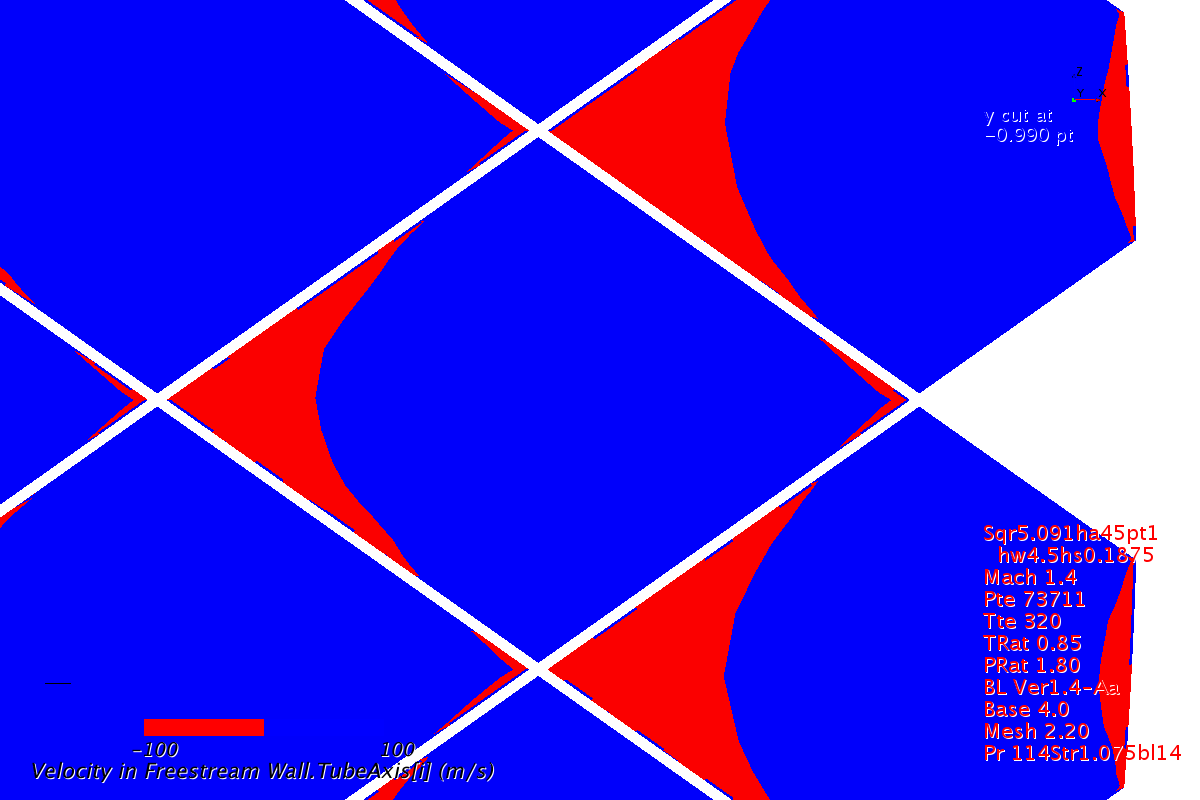 Z
Y X
y cut at
−0.990 pt
Sqr5.091ha45pt1
hw4.5hs0.1875
Mach 1.4
Pte 73711
Tte 320
TRat 0.85
PRat 1.80
BL Ver1.4−Aa
Base 4.0
Mesh 2.20
Pr 114Str1.075bl14
−100 100
Velocity in Freestream Wall.TubeAxis[i] (m/s)